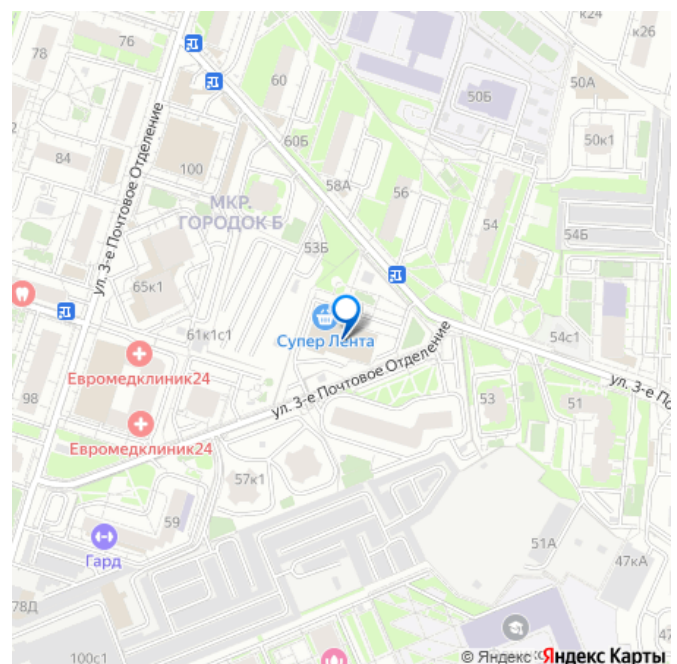 к24
к26
76
78
60
50А
50Б
60Б
50к1
100
84
58А
56
МКР.
ГОРОДОК Б
54
54Б
53Б
ул. 3-е Почтовое Отделение
65к1
61к1с1
54с1
Супер Лента
Евромедклиник24
ул. 3-е Почтовое Отделение
98
53
51
ул. 3-е По
Евромедклиник24
57к1
59
51А
47кА
Гард
78Д
100с1
47
© Яндекс
Яндекс Карты